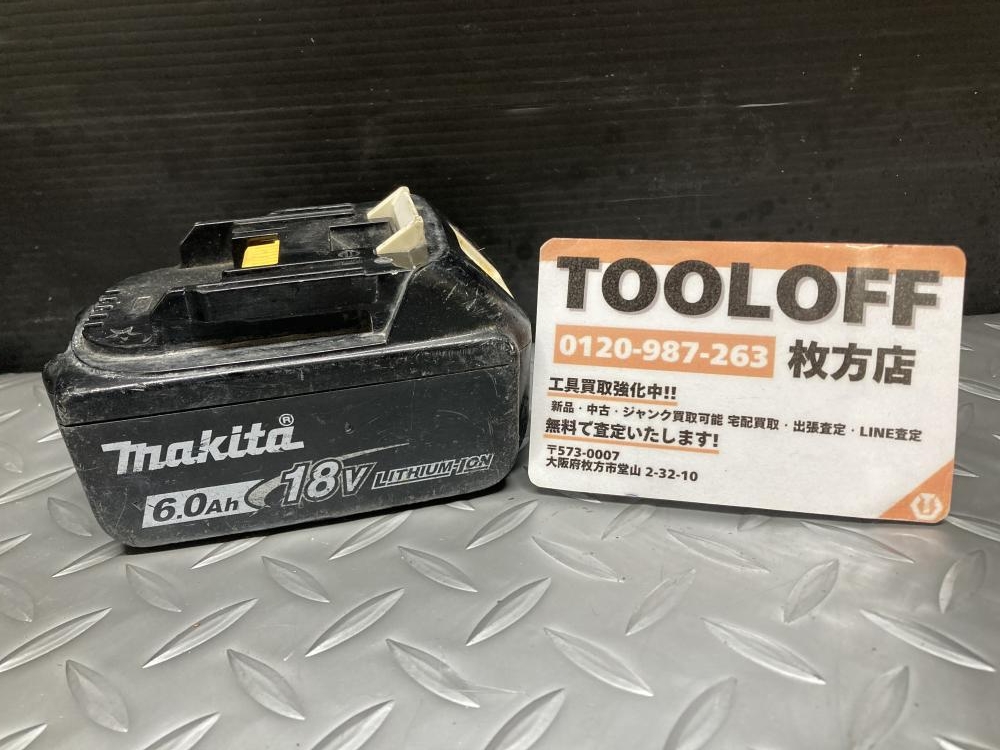 makita®
6.0Ah 18V LITHIUM-ION
TOOLOFF
0120-987-263 枚方店
工具買取強化中!!
新品・中古・ジャンク買取可能 宅配買取・出張査定・LINE査定
無料で査定いたします!
〒573-0007
大阪府枚方市堂山 2-32-10